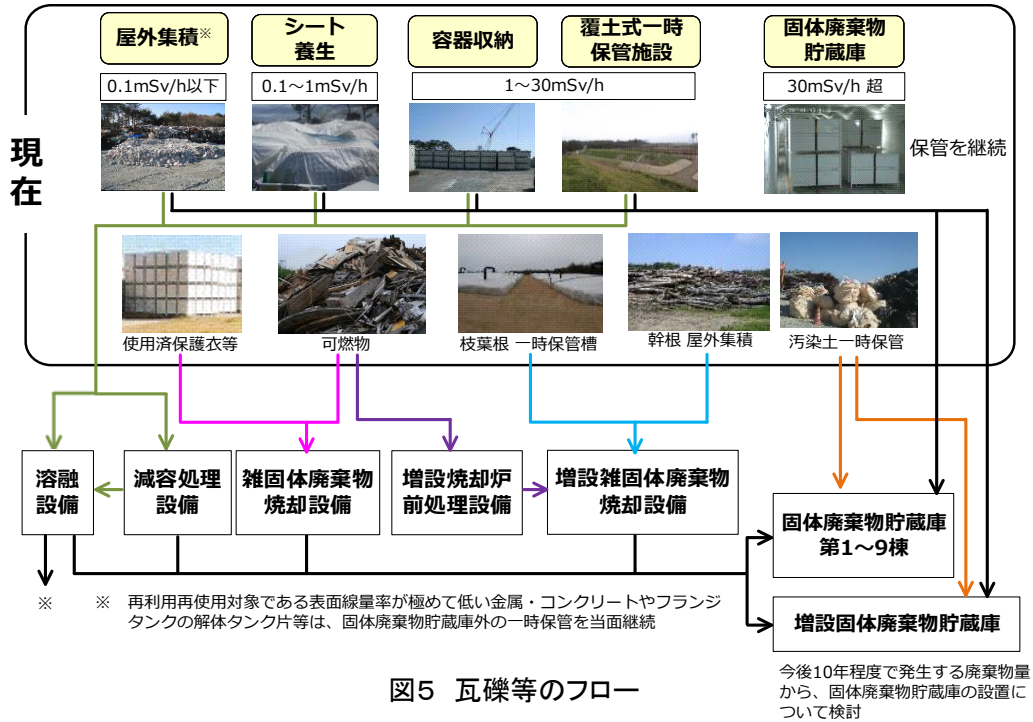 屋外集積※
シート
養生
容器収納
覆土式一時
保管施設
固体廃棄物
貯蔵庫
0.1mSv/h以下
0.1～1mSv/h
1～30mSv/h
30mSv/h 超
現在
保管を継続
使用済保護衣等
可燃物
枝葉根 一時保管槽
幹根 屋外集積
汚染土一時保管
溶融
設備
減容処理
設備
雑固体廃棄物
焼却設備
増設焼却炉
前処理設備
増設雑固体廃棄物
焼却設備
固体廃棄物貯蔵庫
第1～9棟
増設固体廃棄物貯蔵庫
※
※ 再利用再使用対象である表面線量率が極めて低い金属・コンクリートやフランジ
タンクの解体タンク片等は、固体廃棄物貯蔵庫外の一時保管を当面継続
今後10年程度で発生する廃棄物量
から、固体廃棄物貯蔵庫の設置に
ついて検討
図5 瓦礫等のフロー